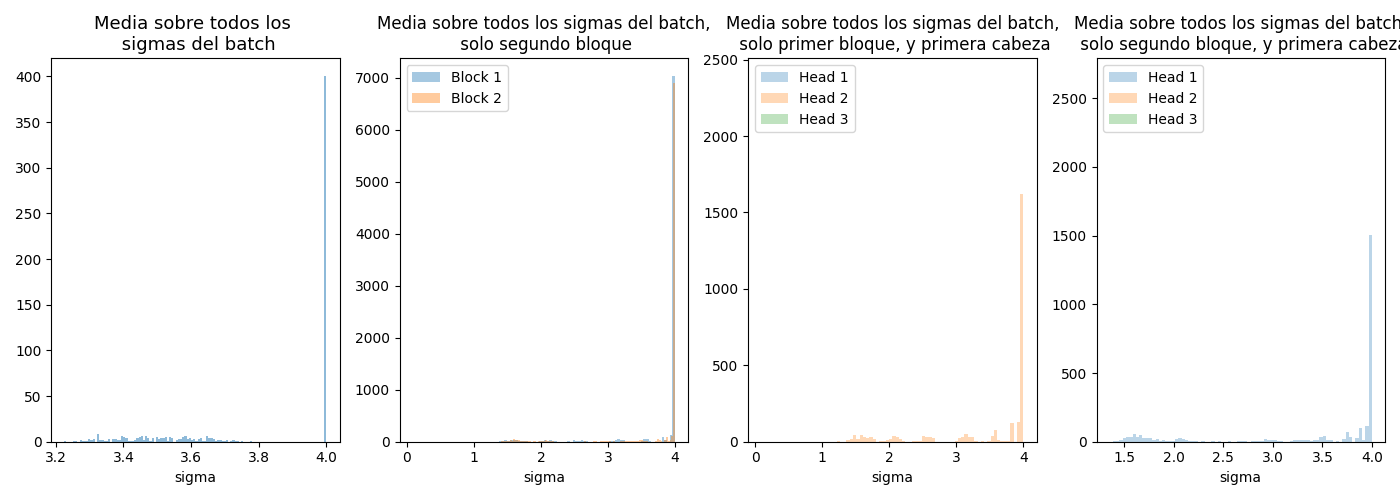 Media sobre todos los
sigmas del batch
400
350
300
250
200
150
100
50
0
3.2
3.4
3.6
3.8
4.0
sigma
Media sobre todos los sigmas del batch,
solo segundo bloque
Block 1
Block 2
7000
6000
5000
4000
3000
2000
1000
0
0
1
2
3
4
sigma
Media sobre todos los sigmas del batch,
solo primer bloque, y primera cabeza
Head 1
Head 2
Head 3
2500
2000
1500
1000
500
0
0
1
2
3
4
sigma
Media sobre todos los sigmas del batch
solo segundo bloque, y primera cabeza
Head 1
Head 2
Head 3
2500
2000
1500
1000
500
0
1.5
2.0
2.5
3.0
3.5
4.0
sigma